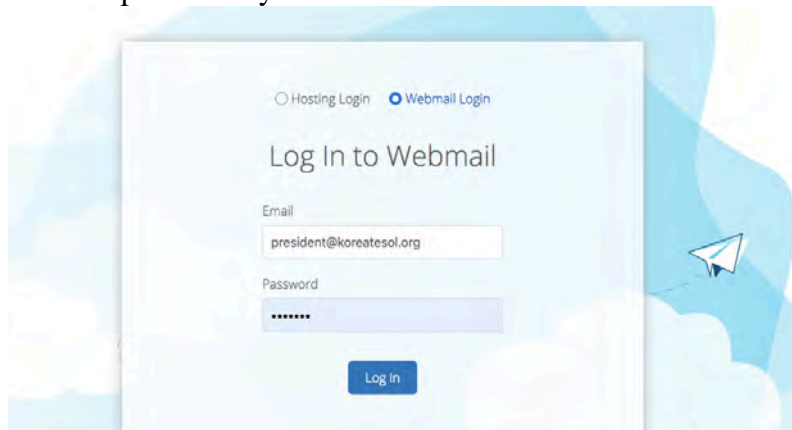 Hosting Login Webmail Login
Log In to Webmail
Email
president@koreatesol.org
Password
•••••••
Log In